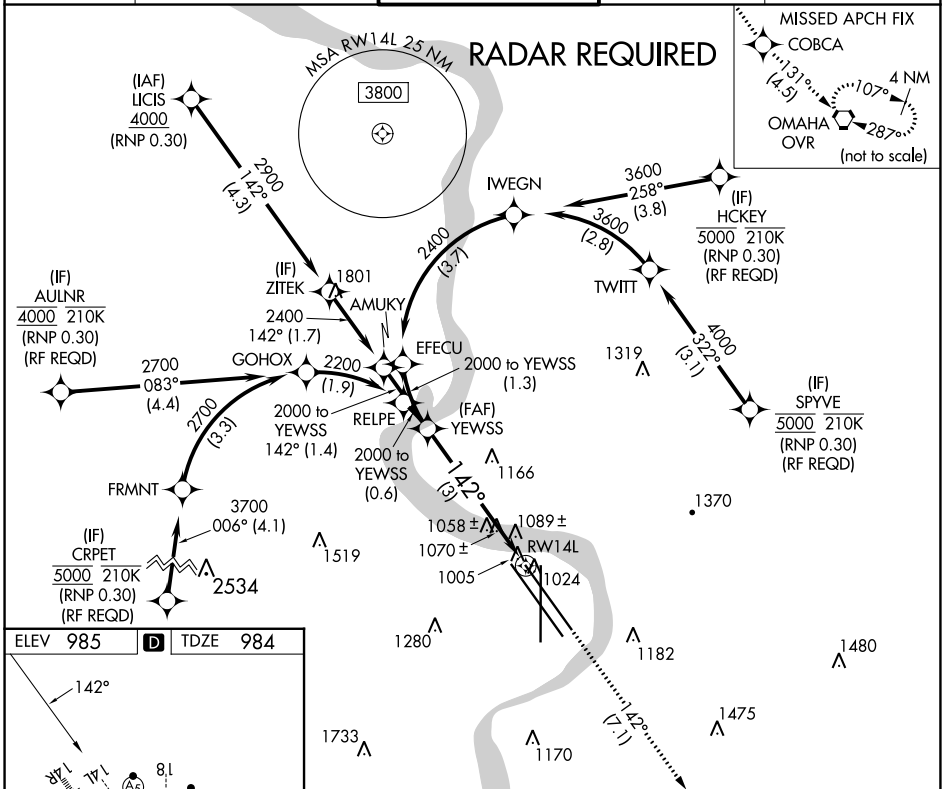 RADAR REQUIRED
MSA RW14L 25 NM
3800
MISSED APCH FIX
COBCA
131°
(4.5)
4 NM
107°
OMAHA
OVR
287°
(not to scale)
(IAF)
LICIS
4000
(RNP 0.30)
2900
142°
(4.3)
IWEGN
3600
258°
(3.8)
(IF)
HCKEY
5000 210K
(RNP 0.30)
(RF REQD)
3600
(2.8)
TWITT
2400
(3.7)
(IF)
ZITEK
1801
AMUKY
2400
142° (1.7)
(IF)
AULNR
4000 210K
(RNP 0.30)
(RF REQD)
2700
083°
(4.4)
GOHOX
2200
(1.9)
EFECU
2000 to YEWSS
(1.3)
4000
322°
(3.1)
1319
(IF)
SPYVE
5000 210K
(RNP 0.30)
(RF REQD)
2700
(3.3)
2000 to
YEWSS
142° (1.4)
RELPE
(FAF)
YEWSS
2000 to
YEWSS
(0.6)
142°
(3)
1166
FRMNT
3700
006° (4.1)
(IF)
CRPET
5000 210K
(RNP 0.30)
(RF REQD)
2534
1519
1058 ±
1070 ±
1089 ±
1370
RW14L
1005
1024
1280
1182
1480
1475
1733
1170
142°
(7.1)
ELEV 985
D
TDZE 984
142°
14R
14L
A5
18